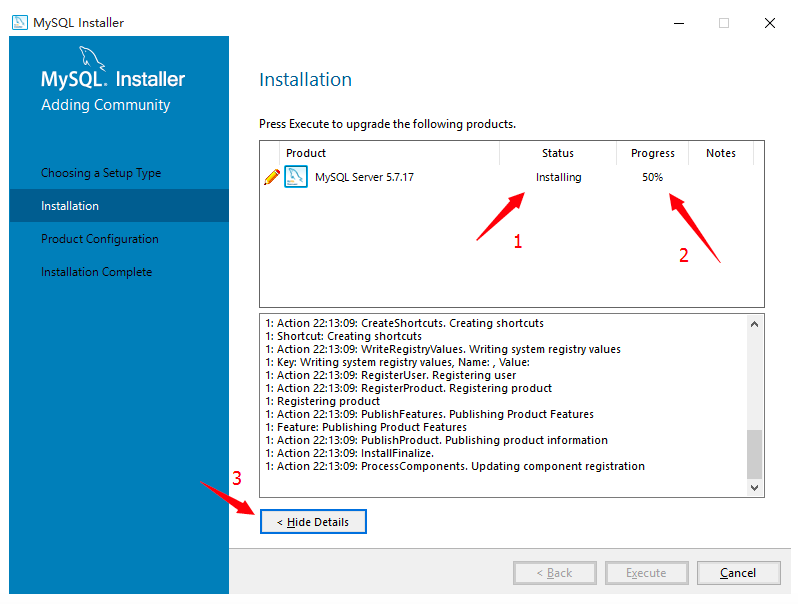 MySQL Installer
MySQL. Installer
Adding Community
Choosing a Setup Type
Installation
Product Configuration
Installation Complete
Installation
Press Execute to upgrade the following products.
Product Status Progress Notes
MySQL Server 5.7.17 Installing 50%
1
2
1: Action 22:13:09: CreateShortcuts. Creating shortcuts
1: Shortcut: Creating shortcuts
1: Action 22:13:09: WriteRegistryValues. Writing system registry values
1: Key: Writing system registry values, Name: , Value:
1: Action 22:13:09: RegisterUser. Registering user
1: Action 22:13:09: RegisterProduct. Registering product
1: Registering product
1: Action 22:13:09: PublishFeatures. Publishing Product Features
1: Feature: Publishing Product Features
1: Action 22:13:09: PublishProduct. Publishing product information
1: Action 22:13:09: InstallFinalize.
1: Action 22:13:09: ProcessComponents. Updating component registration
3
< Hide Details
< Back Execute Cancel